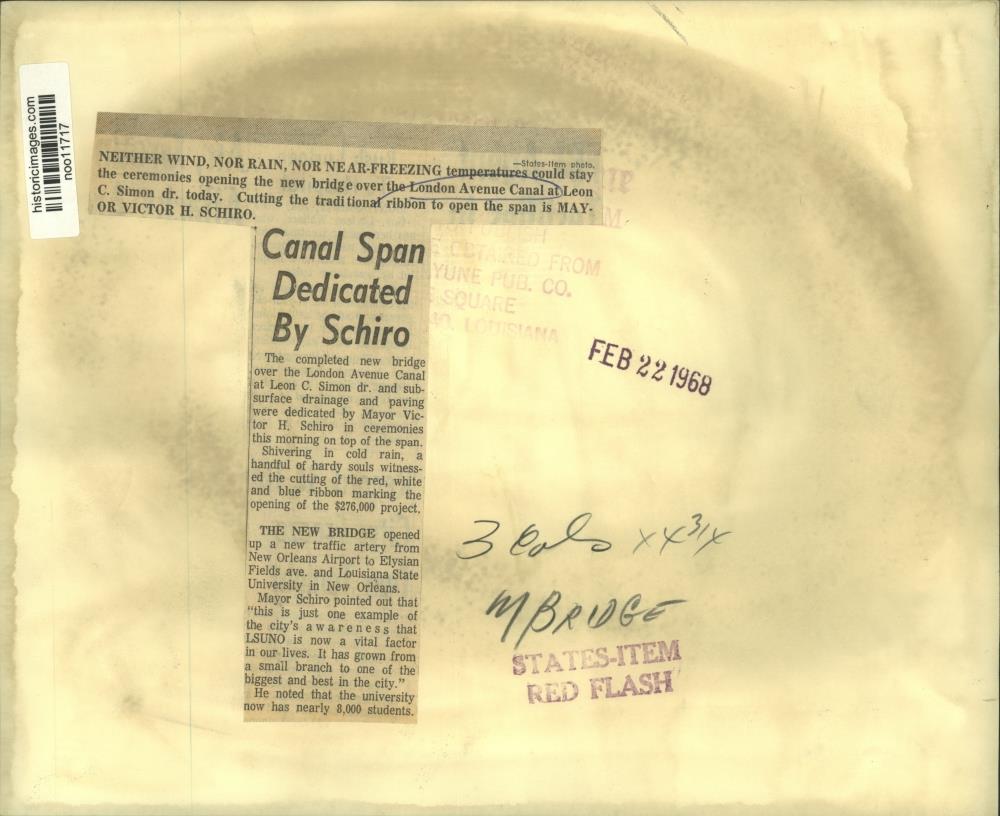 historicimages.com
noo11717
—States-Item photo.
NEITHER WIND, NOR RAIN, NOR NEAR-FREEZING temperatures could stay
the ceremonies opening the new bridge over the London Avenue Canal at Leon
C. Simon dr. today. Cutting the traditional ribbon to open the span is MAY-
OR VICTOR H. SCHIRO.
Canal Span
Dedicated
By Schiro
The completed new bridge
over the London Avenue Canal
at Leon C. Simon dr. and sub-
surface drainage and paving
were dedicated by Mayor Vic-
tor H. Schiro in ceremonies
this morning on top of the span.
Shivering in cold rain, a
handful of hardy souls witness-
ed the cutting of the red, white
and blue ribbon marking the
opening of the $276,000 project.
THE NEW BRIDGE opened
up a new traffic artery from
New Orleans Airport to Elysian
Fields ave. and Louisiana State
University in New Orleans.
Mayor Schiro pointed out that
"this is just one example of
the city's awareness that
LSUNO is now a vital factor
in our lives. It has grown from
a small branch to one of the
biggest and best in the city."
He noted that the university
now has nearly 8,000 students.
OBTAINED FROM
YUNE PUB. CO.
SQUARE
LOUISIANA
FEB 22 1968
3 Cols
M BRIDGE
STATES-ITEM
RED FLASH